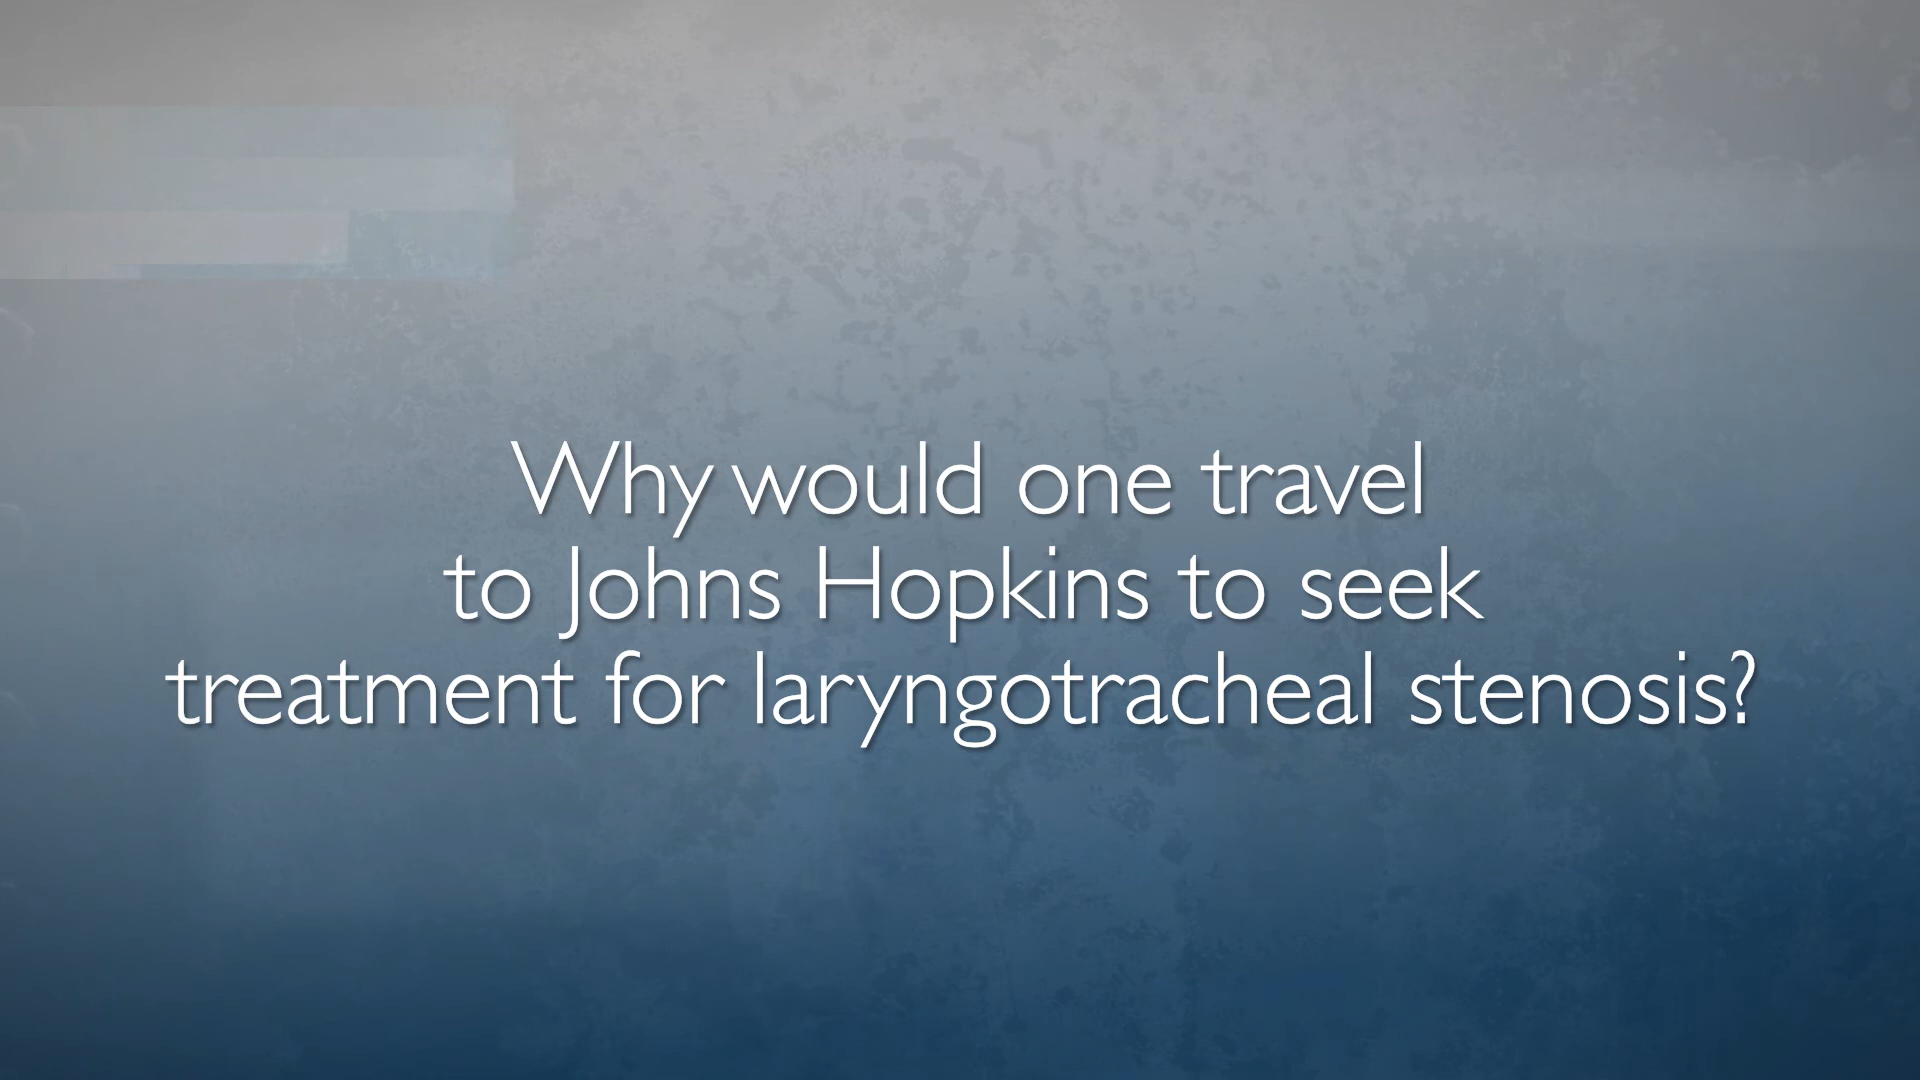 Why would one travel
to Johns Hopkins to seek
treatment for laryngotracheal stenosis?